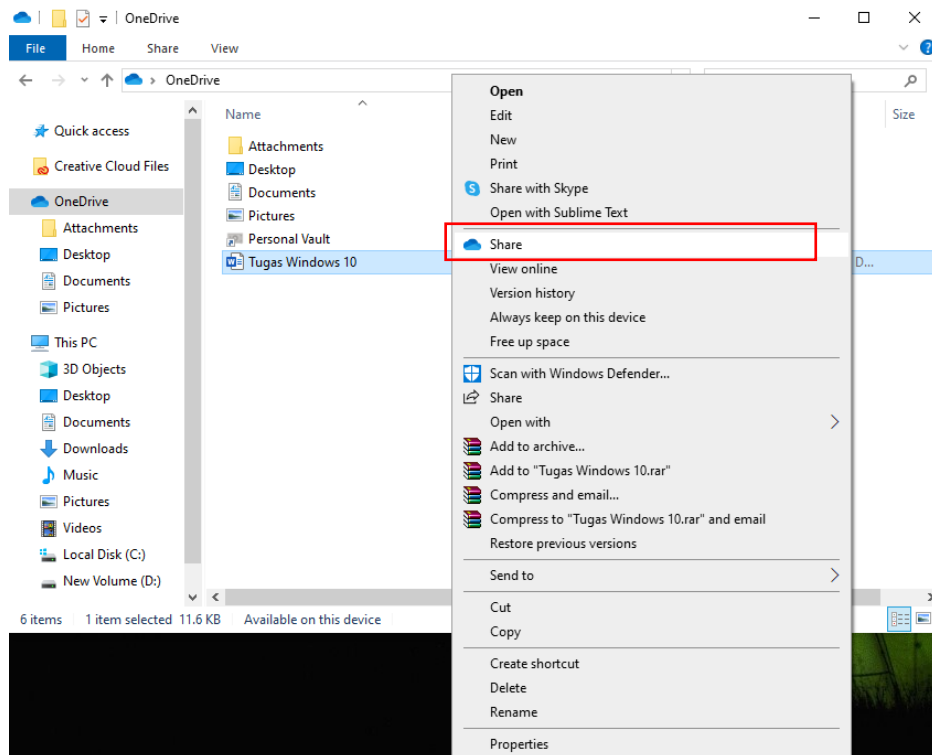 OneDrive
File Home Share View
OneDrive
Name
Size
Quick access
Creative Cloud Files
OneDrive
Attachments
Desktop
Documents
Pictures
This PC
3D Objects
Desktop
Documents
Downloads
Music
Pictures
Videos
Local Disk (C:)
New Volume (D:)
Attachments
Desktop
Documents
Pictures
Personal Vault
Tugas Windows 10
D...
Open
Edit
New
Print
Share with Skype
Open with Sublime Text
Share
View online
Version history
Always keep on this device
Free up space
Scan with Windows Defender...
Share
Open with
Add to archive...
Add to "Tugas Windows 10.rar"
Compress and email...
Compress to "Tugas Windows 10.rar" and email
Restore previous versions
Send to
Cut
Copy
Create shortcut
Delete
Rename
Properties
6 items 1 item selected 11.6 KB Available on this device